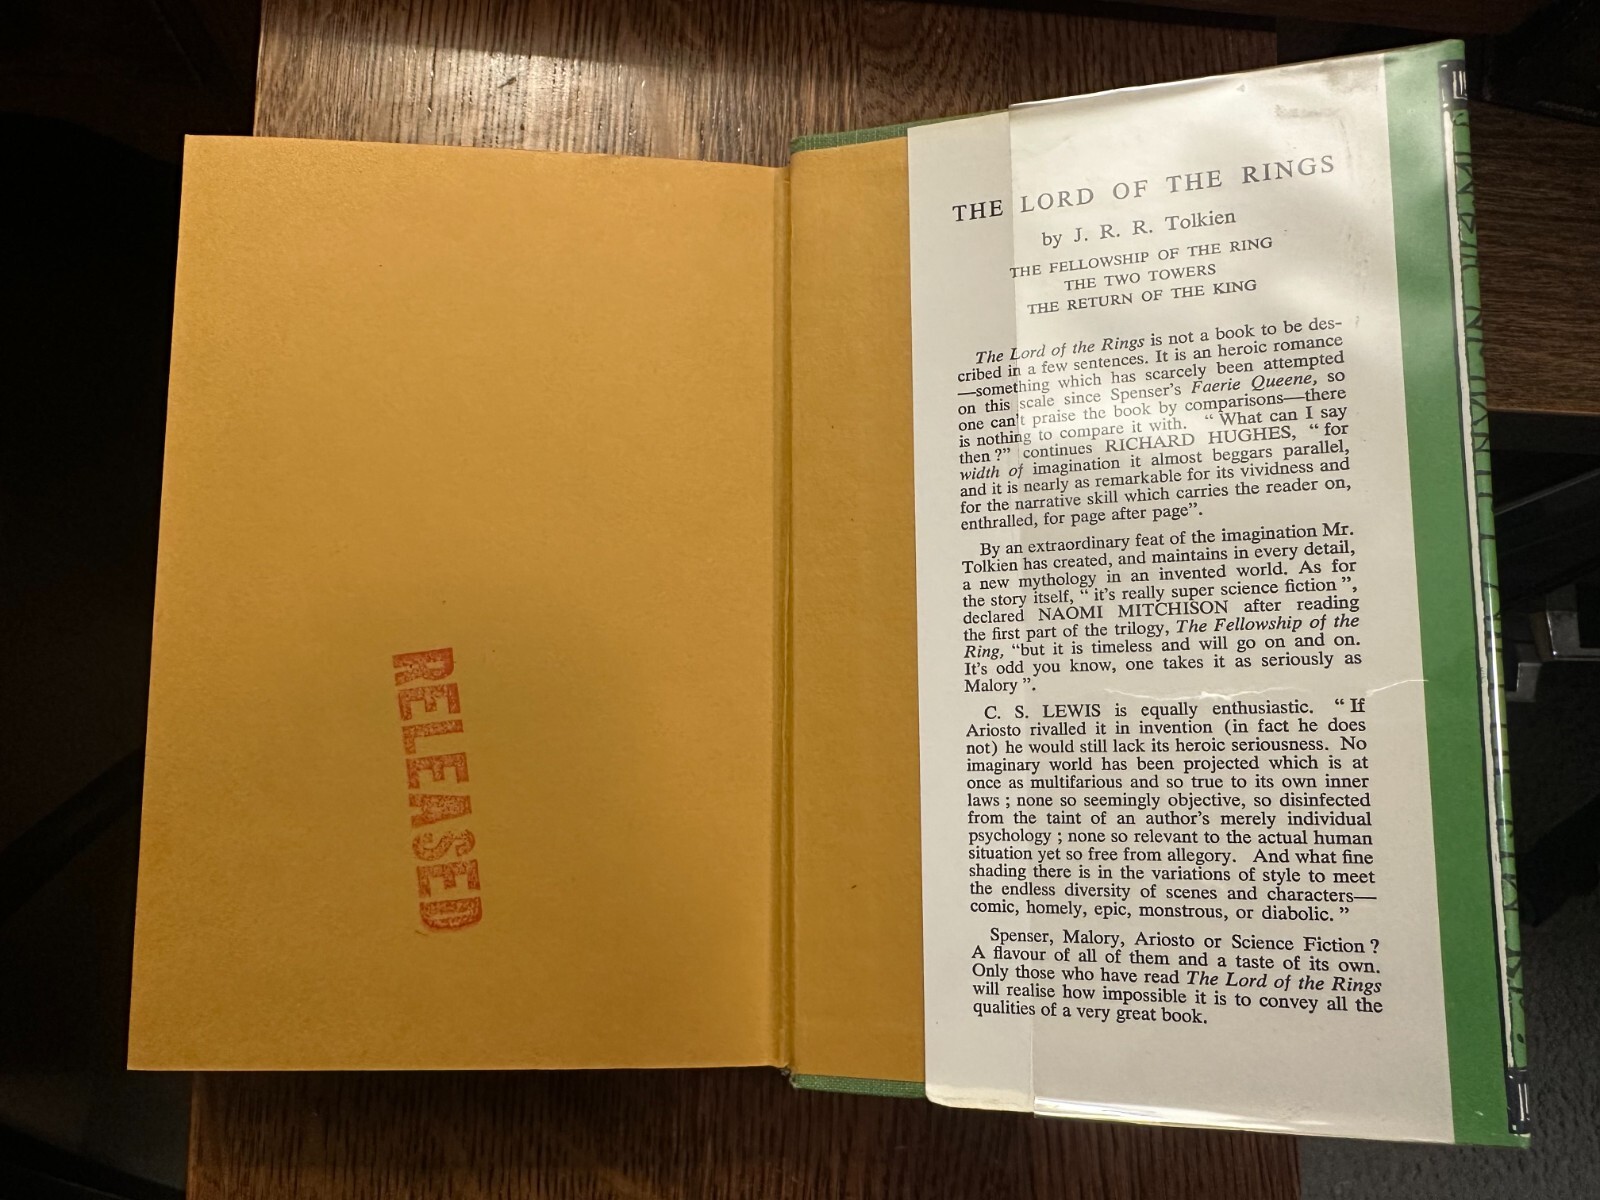 RELEASED
THE LORD OF THE RINGS
by J. R. R. Tolkien
THE FELLOWSHIP OF THE RING
THE TWO TOWERS
THE RETURN OF THE KING
The Lord of the Rings is not a book to be des-
cribed in a few sentences. It is an heroic romance
—something which has scarcely been attempted
on this scale since Spenser's Faerie Queene, so
one can't praise the book by comparisons—there
is nothing to compare it with. “What can I say
then?” continues RICHARD HUGHES, “for
width of imagination it almost beggars parallel,
and it is nearly as remarkable for its vividness and
for the narrative skill which carries the reader on,
enthralled, for page after page”.
By an extraordinary feat of the imagination Mr.
Tolkien has created, and maintains in every detail,
a new mythology in an invented world. As for
the story itself, “it's really super science fiction”,
declared NAOMI MITCHISON after reading
the first part of the trilogy, The Fellowship of the
Ring, “but it is timeless and will go on and on.
It's odd you know, one takes it as seriously as
Malory”.
C. S. LEWIS is equally enthusiastic. “If
Ariosto rivalled it in invention (in fact he does
not) he would still lack its heroic seriousness. No
imaginary world has been projected which is at
once as multifarious and so true to its own inner
laws; none so seemingly objective, so disinfected
from the taint of an author's merely individual
psychology; none so relevant to the actual human
situation yet so free from allegory. And what fine
shading there is in the variations of style to meet
the endless diversity of scenes and characters—
comic, homely, epic, monstrous, or diabolic.”
Spenser, Malory, Ariosto or Science Fiction?
A flavour of all of them and a taste of its own.
Only those who have read The Lord of the Rings
will realise how impossible it is to convey all the
qualities of a very great book.